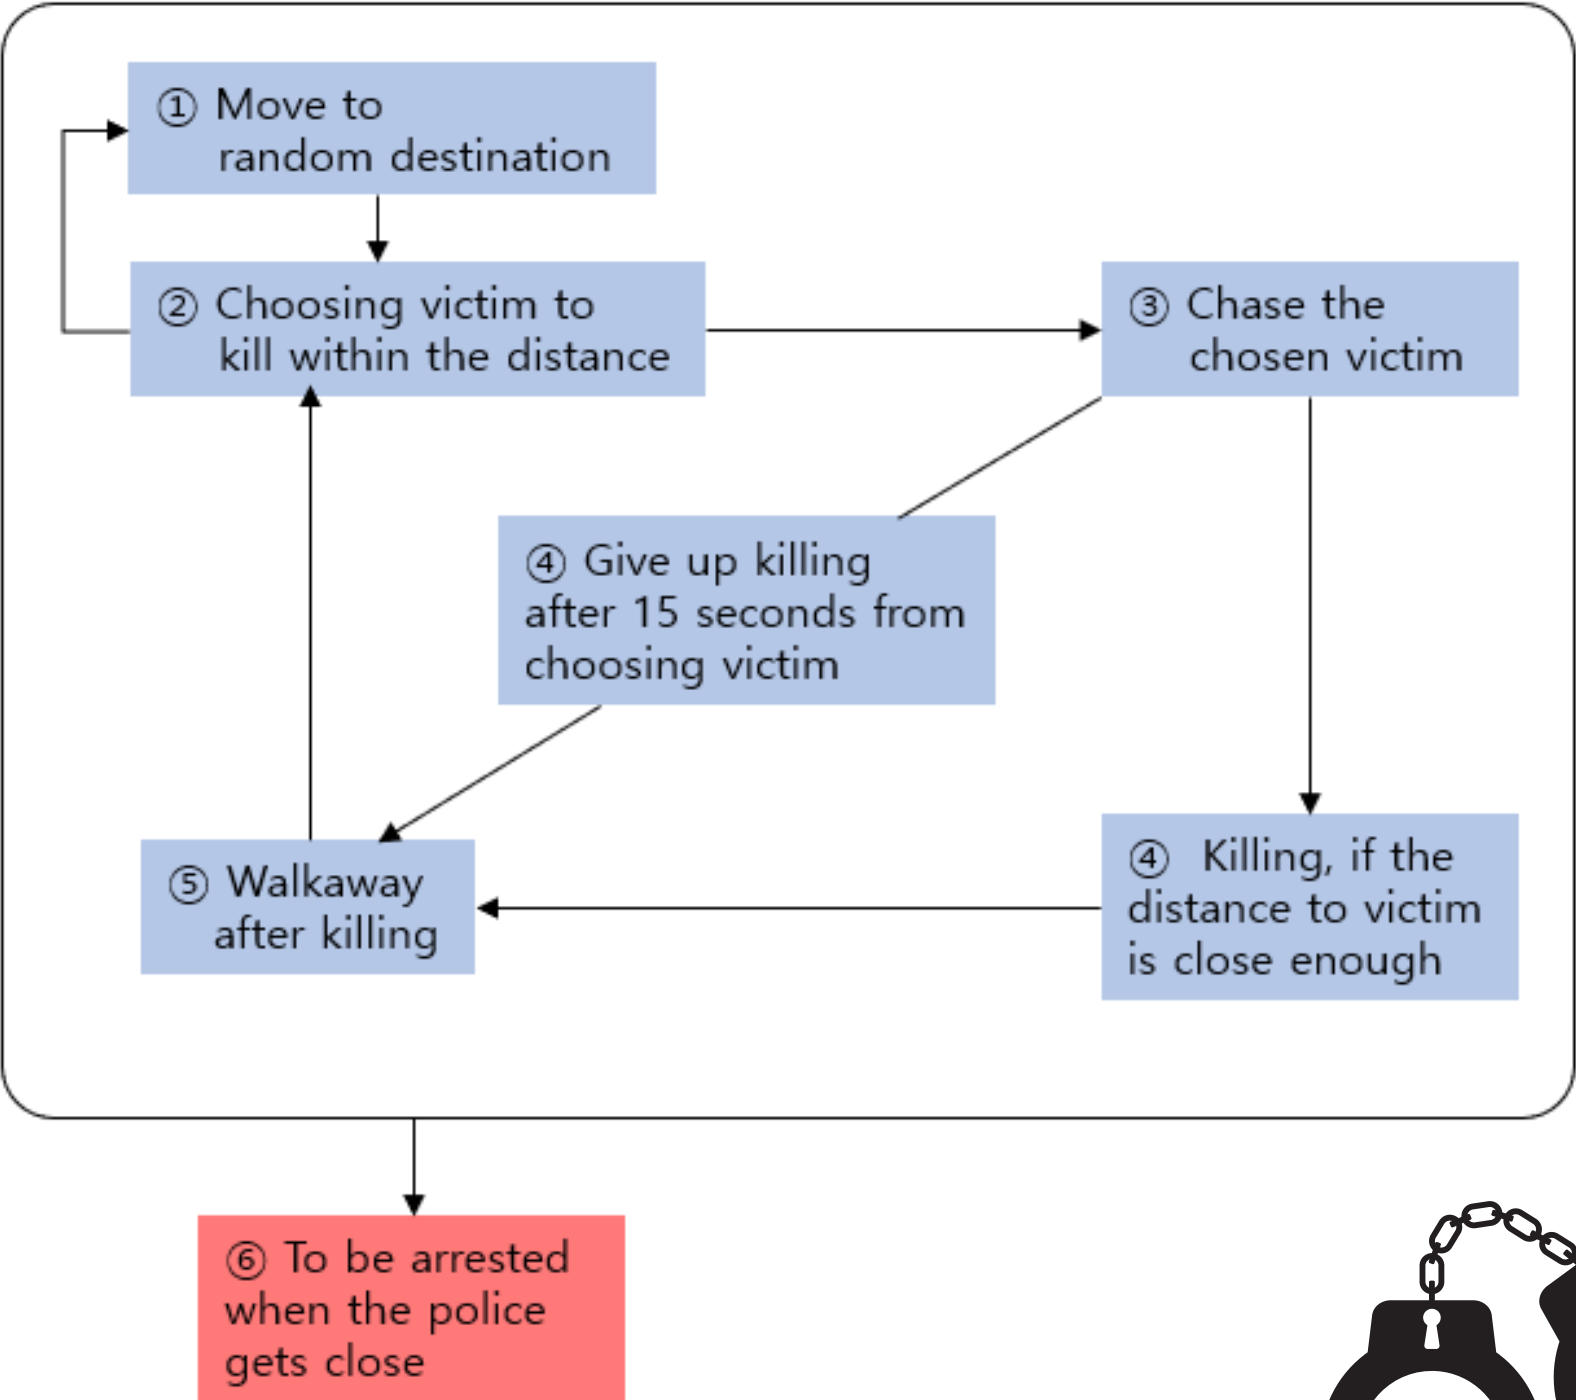 ① Move to
random destination
② Choosing victim to
kill within the distance
③ Chase the
chosen victim
④ Give up killing
after 15 seconds from
choosing victim
⑤ Walkaway
after killing
④ Killing, if the
distance to victim
is close enough
⑥ To be arrested
when the police
gets close